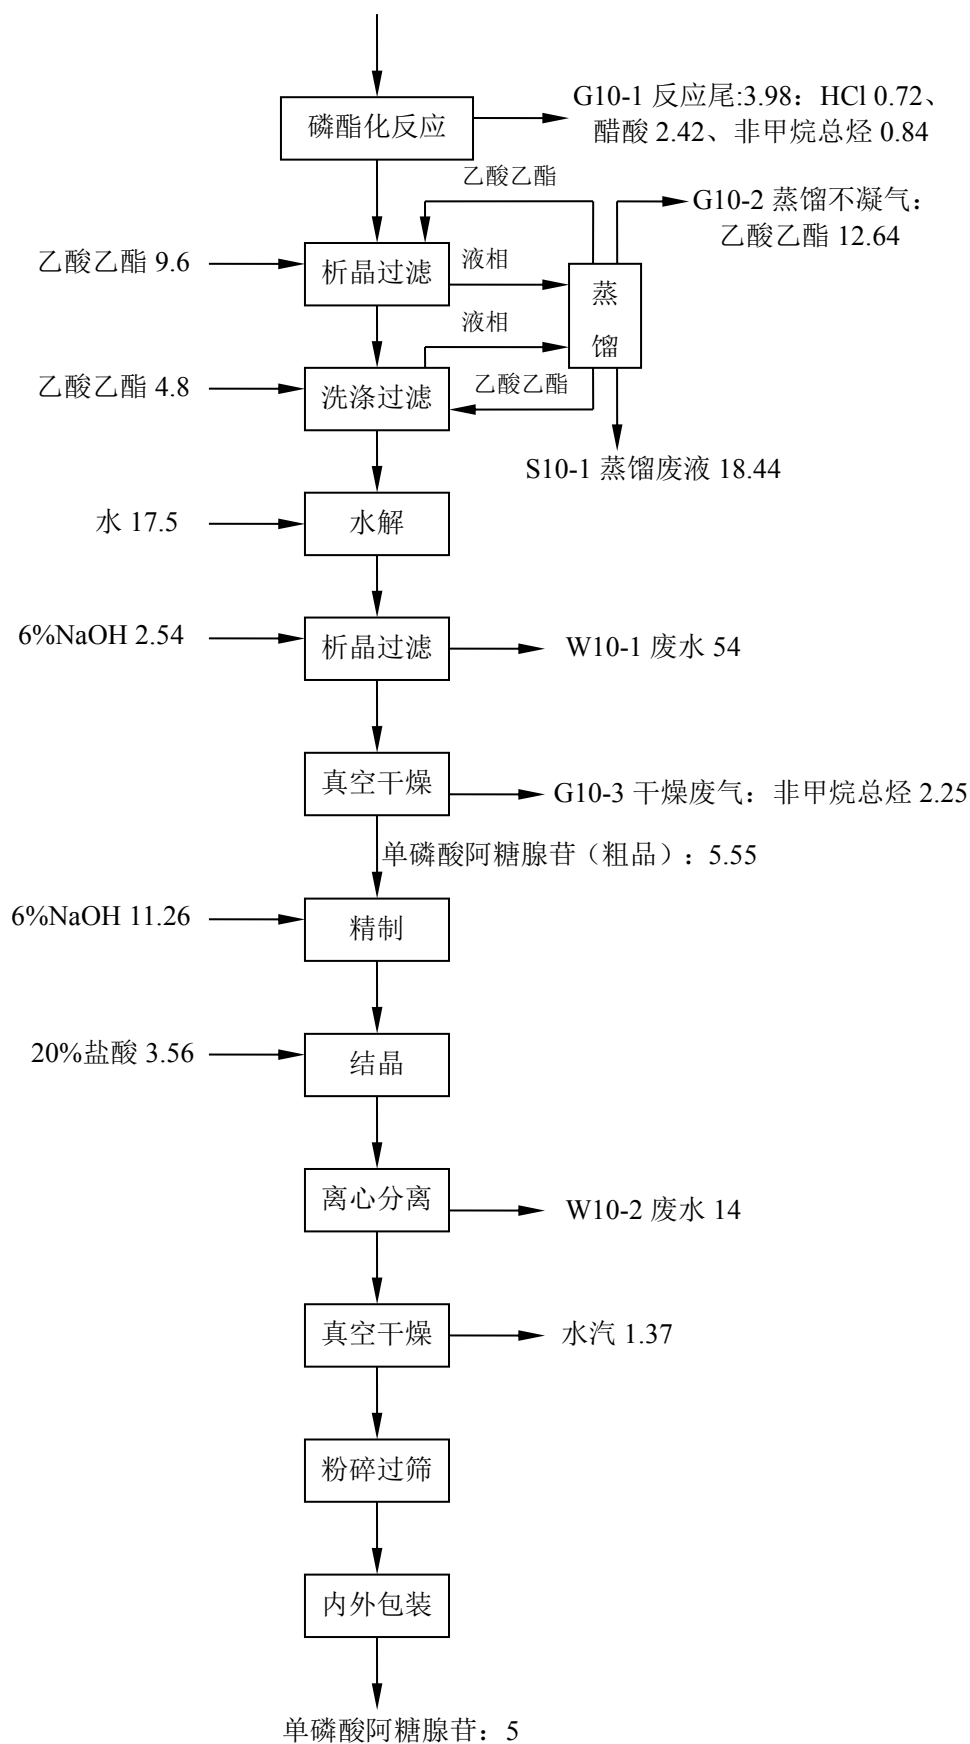 磷酯化反应
G10-1 反应尾:3.98：HCl 0.72、
醋酸 2.42、非甲烷总烃 0.84
乙酸乙酯
G10-2 蒸馏不凝气：
乙酸乙酯 12.64
乙酸乙酯 9.6
析晶过滤
液相
蒸
馏
液相
乙酸乙酯 4.8
洗涤过滤
乙酸乙酯
S10-1 蒸馏废液 18.44
水 17.5
水解
6%NaOH 2.54
析晶过滤
W10-1 废水 54
真空干燥
G10-3 干燥废气：非甲烷总烃 2.25
单磷酸阿糖腺苷（粗品）：5.55
6%NaOH 11.26
精制
20%盐酸 3.56
结晶
离心分离
W10-2 废水 14
真空干燥
水汽 1.37
粉碎过筛
内外包装
单磷酸阿糖腺苷：5